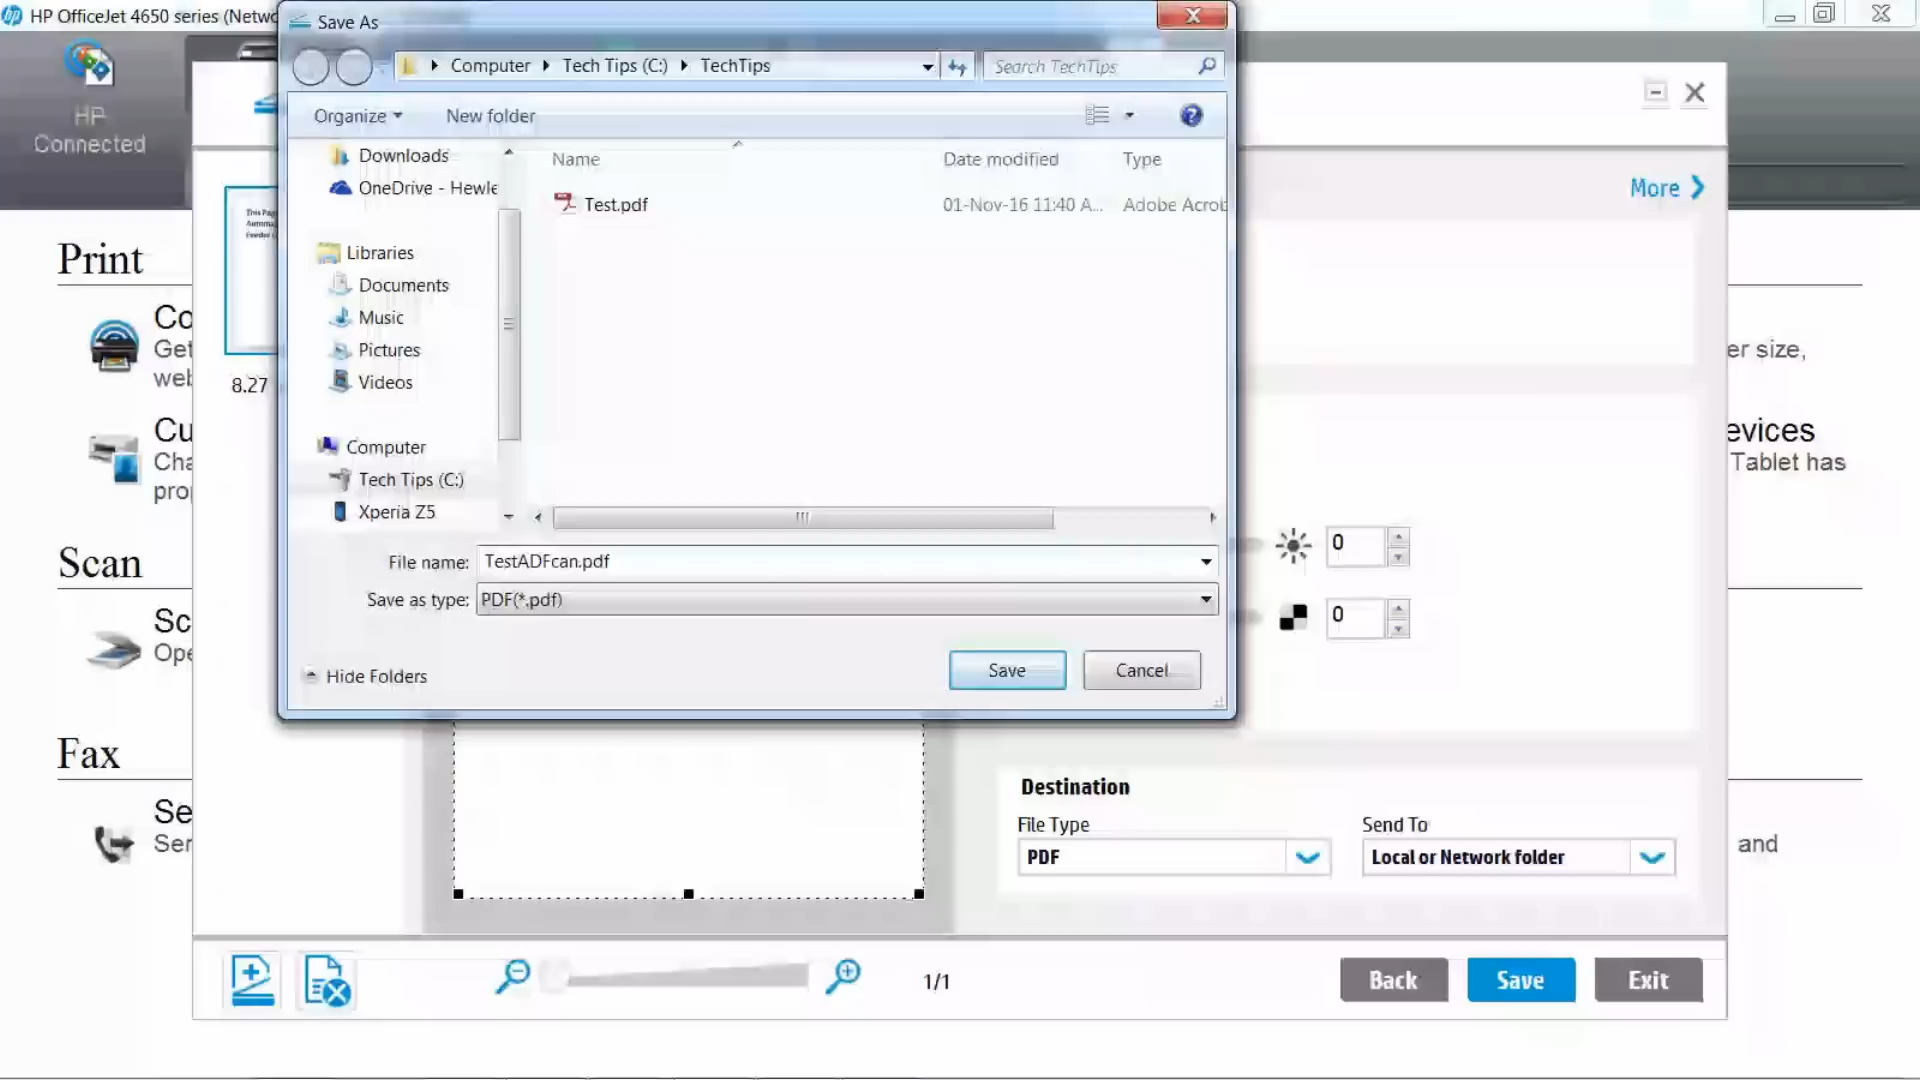 HP OfficeJet 4650 series (Netwo
Save As
Computer Tech Tips (C:) TechTips
Search TechTips
HP
Connected
Organize
New folder
Downloads
OneDrive - Hewle
Libraries
Documents
Music
Pictures
Videos
Computer
Tech Tips (C:)
Xperia Z5
Name Date modified Type
Test.pdf 01-Nov-16 11:40 A... Adobe Acrob
More
Print
Co
Get
web
8.27
er size,
Cu
Cha
pro
evices
Tablet has
File name: TestADFcan.pdf
Save as type: PDF(*.pdf)
Hide Folders
Save
Cancel
0
0
Scan
Sc
Ope
Fax
Se
Ser
and
Destination
File Type
PDF
Send To
Local or Network folder
1/1
Back
Save
Exit